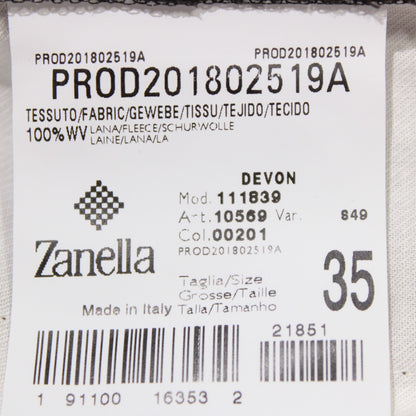 PROD201802519A PROD201802519A
PROD201802519A
TESSUTO/FABRIC/GEWEBE/TISSU/TEJIDO/TECIDO
100%WV LANA/FLEECE/SCHURWOLLE
LAINE/LANA/LA
DEVON
Mod. 111839
Art. 10569 Var. 849
Col. 00201
PROD201802519A
Zanella
Taglia/Size
Grosse/Taille
Made in Italy Talla/Tamanho
35
21851
1 91100 16353 2